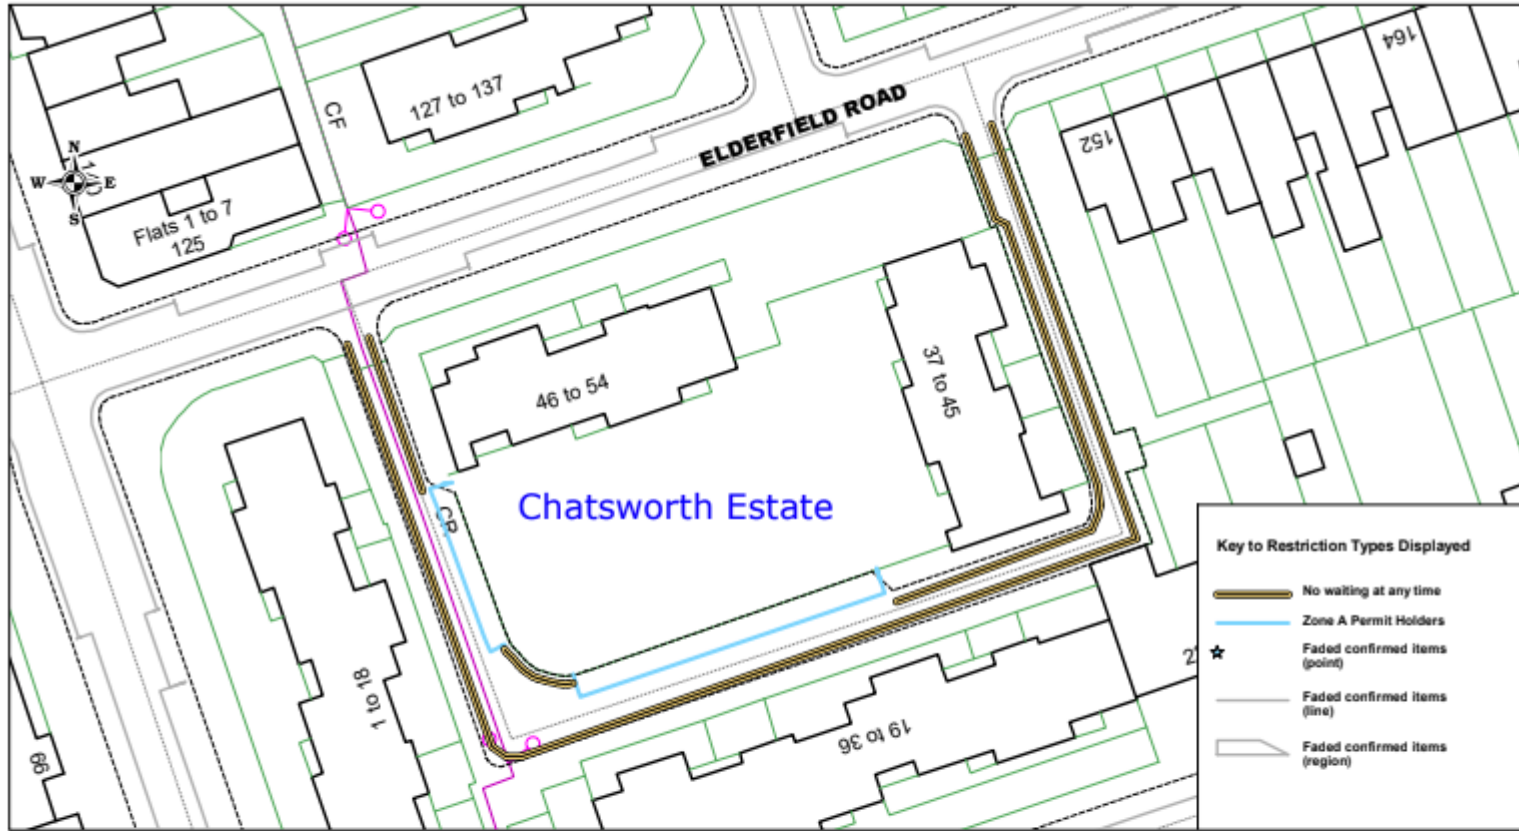 164
127 to 137
CF
ELDERFIELD ROAD
152
N
W E
S
Flats 1 to 7
125
37 to 45
46 to 54
Chatsworth Estate
CR
1 to 18
19 to 36
66
Key to Restriction Types Displayed
No waiting at any time
Zone A Permit Holders
Faded confirmed items
(point)
Faded confirmed items
(line)
Faded confirmed items
(region)